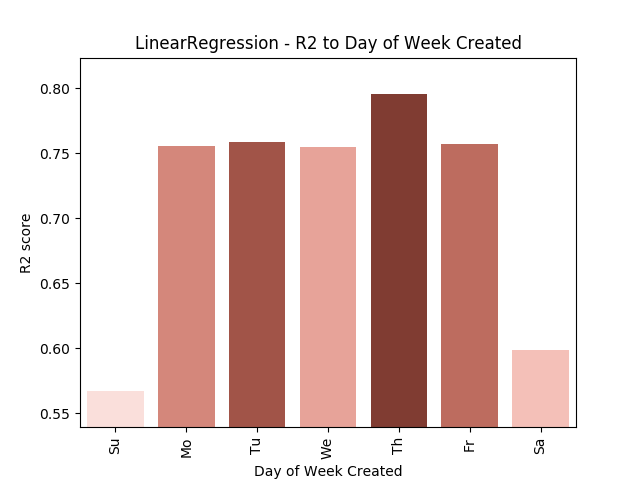 LinearRegression - R2 to Day of Week Created
0.80
0.75
0.70
0.65
0.60
0.55
R2 score
Su Mo Tu We Th Fr Sa
Day of Week Created